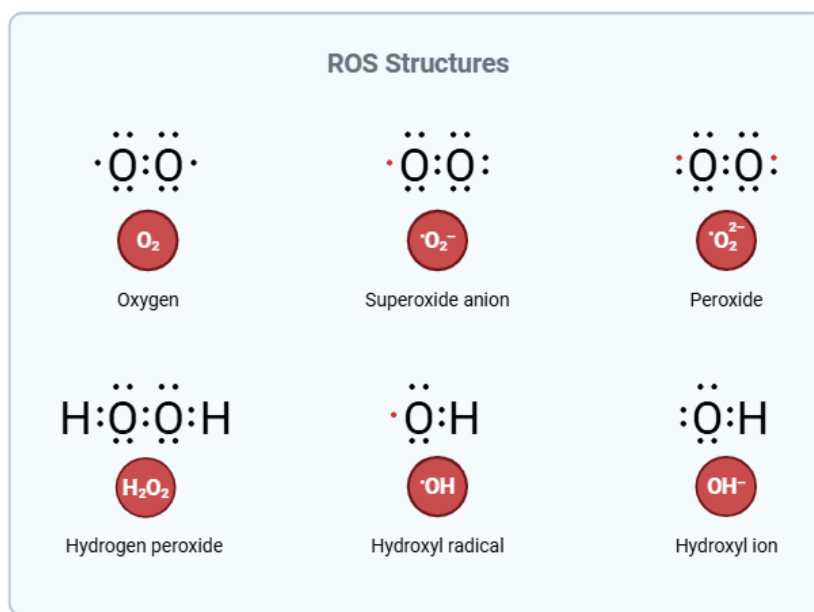 ROS Structures
·Ö:Ö· ·Ö:Ö: :Ö:Ö:
O₂ ·O₂⁻ ·O₂²⁻
Oxygen Superoxide anion Peroxide
H:Ö:Ö:H ·Ö:H :Ö:H
H₂O₂ ·OH OH⁻
Hydrogen peroxide Hydroxyl radical Hydroxyl ion